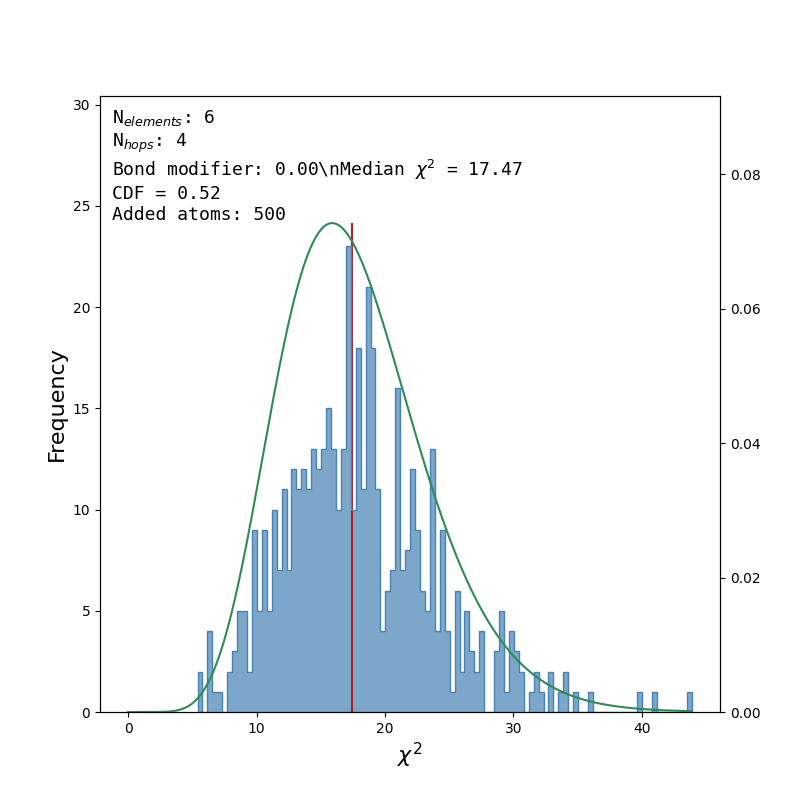 N_elements: 6
N_hops: 4
Bond modifier: 0.00\nMedian χ² = 17.47
CDF = 0.52
Added atoms: 500
30
25
20
15
10
5
0
Frequency
0.08
0.06
0.04
0.02
0.00
0 10 20 30 40
χ²